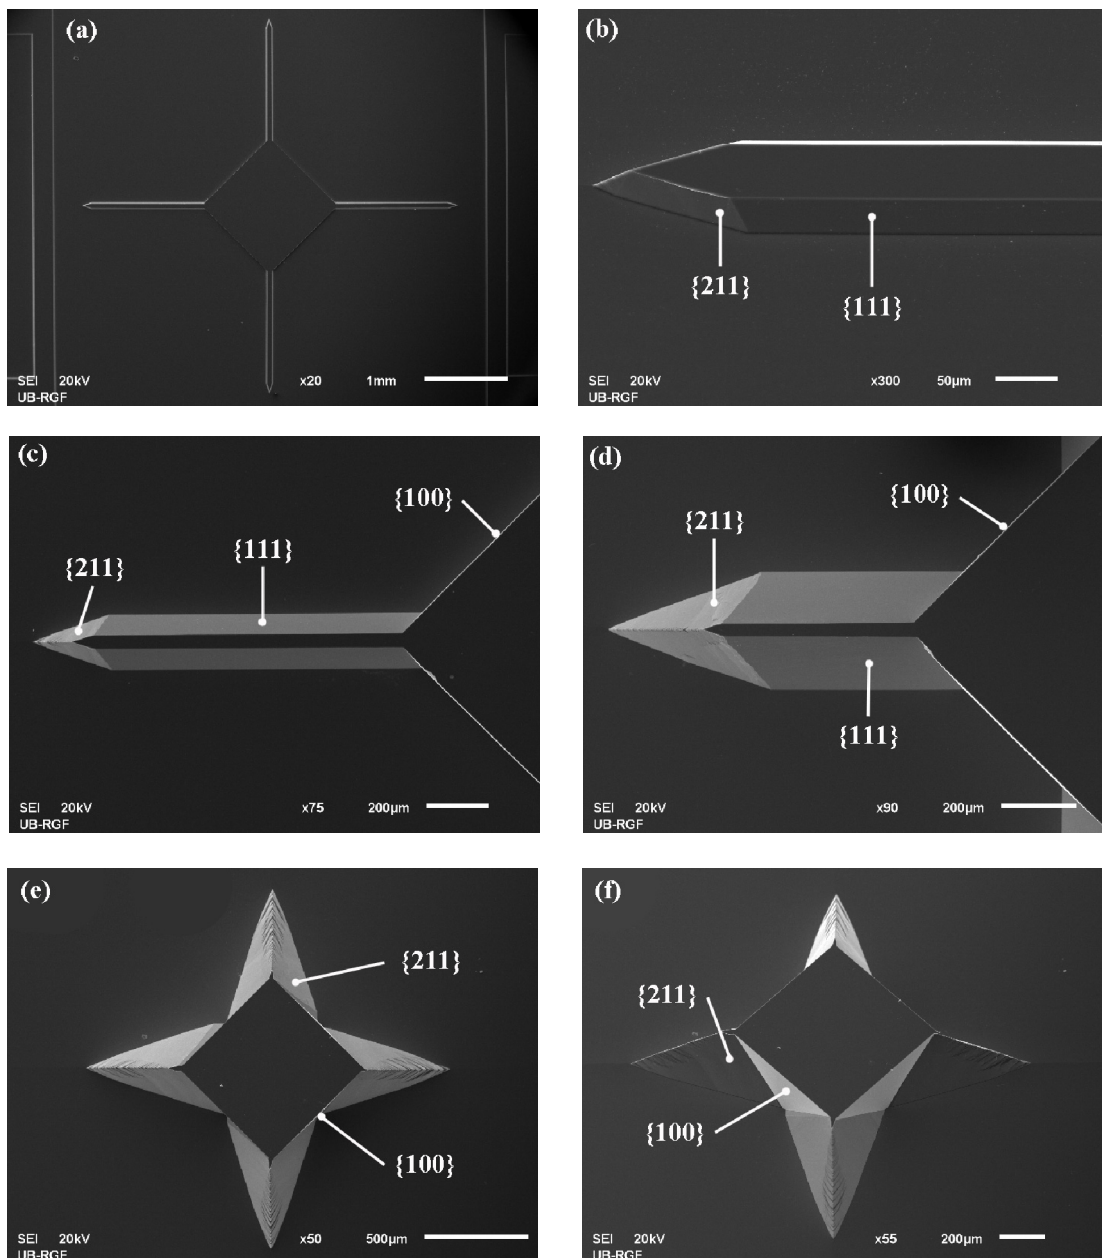 (a)
SEI 20kV x20 1mm
UB-RGF
(b)
{211}
{111}
SEI 20kV x300 50µm
UB-RGF
(c)
{100}
{111}
{211}
SEI 20kV x75 200µm
UB-RGF
(d)
{100}
{211}
{111}
SEI 20kV x90 200µm
UB-RGF
(e)
{211}
{100}
SEI 20kV x50 500µm
UB-RGF
(f)
{211}
{100}
SEI 20kV x55 200µm
UB-RGF